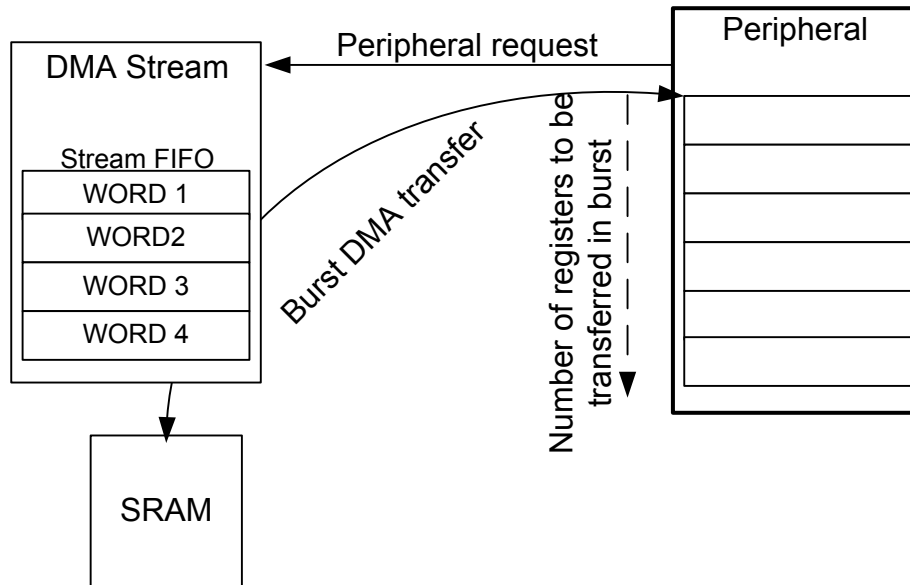 Peripheral request
Peripheral
DMA Stream
Stream FIFO
WORD 1
WORD2
WORD 3
WORD 4
Burst DMA transfer
Number of registers to be
transferred in burst
SRAM